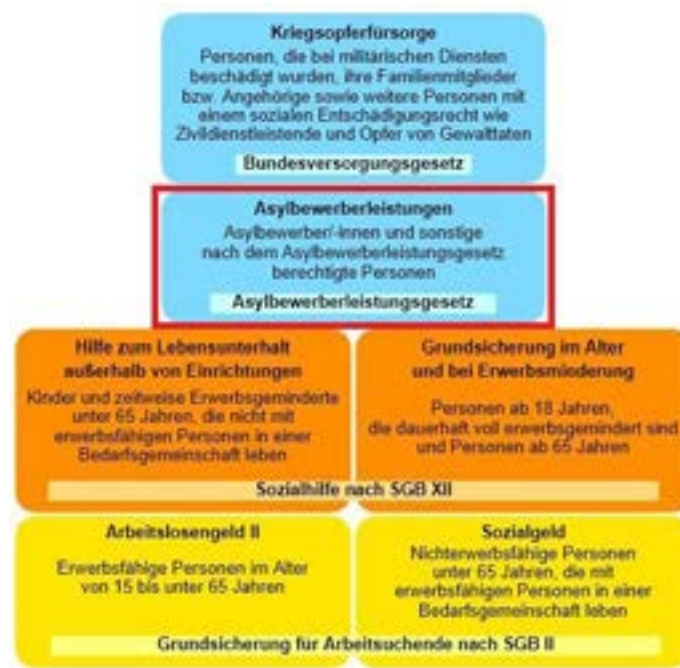 Kriegsopferfürsorge
Personen, die bei militärischen Diensten
beschädigt wurden, ihre Familienmitglieder
bzw. Angehörige sowie weitere Personen mit
einem sozialen Entschädigungsrecht wie
Zivildienstleistende und Opfer von Gewalttaten
Bundesversorgungsgesetz
Asylbewerberleistungen
Asylbewerber/-innen und sonstige
nach dem Asylbewerberleistungsgesetz
berechtigte Personen
Asylbewerberleistungsgesetz
Hilfe zum Lebensunterhalt
außerhalb von Einrichtungen
Kinder und zeitweise Erwerbsgeminderte
unter 65 Jahren, die nicht mit
erwerbsfähigen Personen in einer
Bedarfsgemeinschaft leben
Grundsicherung im Alter
und bei Erwerbsminderung
Personen ab 18 Jahren,
die dauerhaft voll erwerbsgemindert sind
und Personen ab 65 Jahren
Sozialhilfe nach SGB XII
Arbeitslosengeld II
Erwerbsfähige Personen im Alter
von 15 bis unter 65 Jahren
Sozialgeld
Nichterwerbsfähige Personen
unter 65 Jahren, die mit
erwerbsfähigen Personen in einer
Bedarfsgemeinschaft leben
Grundsicherung für Arbeitsuchende nach SGB II